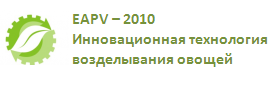 EAPV – 2010
Инновационная технология
возделывания овощей